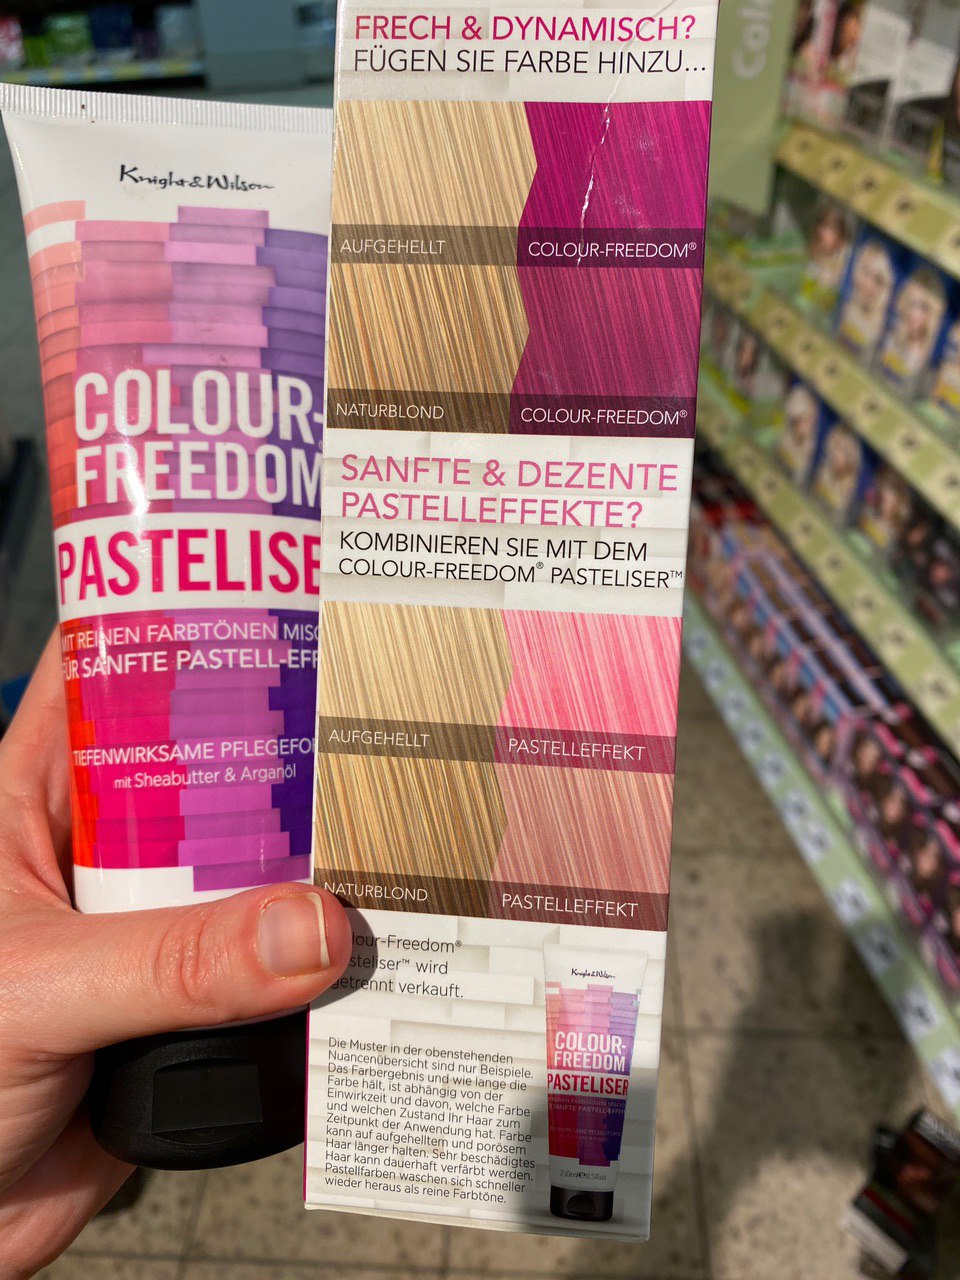 Knight & Wilson
COLOUR-
FREEDOM
PASTELISE
MIT REINEN FARBTÖNEN
FÜR SANFTE PASTELL-
TIEFENWIRKSAME
mit Sheabutter & Arganöl
FRECH & DYNAMISCH?
FÜGEN SIE FARBE HINZU...
AUFGEHELLT
COLOUR-FREEDOM®
NATURBLOND
COLOUR-FREEDOM®
SANFTE & DEZENTE
PASTELLEFFEKTE?
KOMBINIEREN SIE MIT DEM
COLOUR-FREEDOM® PASTELISER™
AUFGEHELLT
PASTELLEFFEKT
NATURBLOND
PASTELLEFFEKT
lour-Freedom®
steliser™ wird
getrennt verkauft.
Die Muster in der obenstehenden
Nuancenübersicht sind nur Beispiele.
Das Farbergebnis und wie lange die
Farbe hält, ist abhängig von der
Einwirkzeit und davon, welche Farbe
und welchen Zustand Ihr Haar zum
Zeitpunkt der Anwendung hat. Farbe
kann auf aufgehelltem und porösem
Haar länger halten. Sehr beschädigtes
Haar kann dauerhaft verfärbt werden.
Pastellfarben waschen sich schneller
wieder heraus als reine Farbtöne.
Knight & Wilson
COLOUR-
FREEDOM
PASTELISER